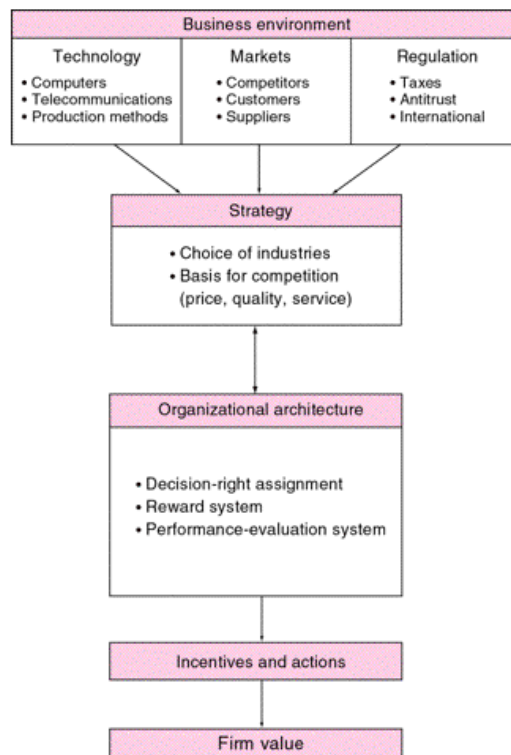 Business environment
Technology
• Computers
• Telecommunications
• Production methods
Markets
• Competitors
• Customers
• Suppliers
Regulation
• Taxes
• Antitrust
• International
Strategy
• Choice of industries
• Basis for competition
(price, quality, service)
Organizational architecture
• Decision-right assignment
• Reward system
• Performance-evaluation system
Incentives and actions
Firm value